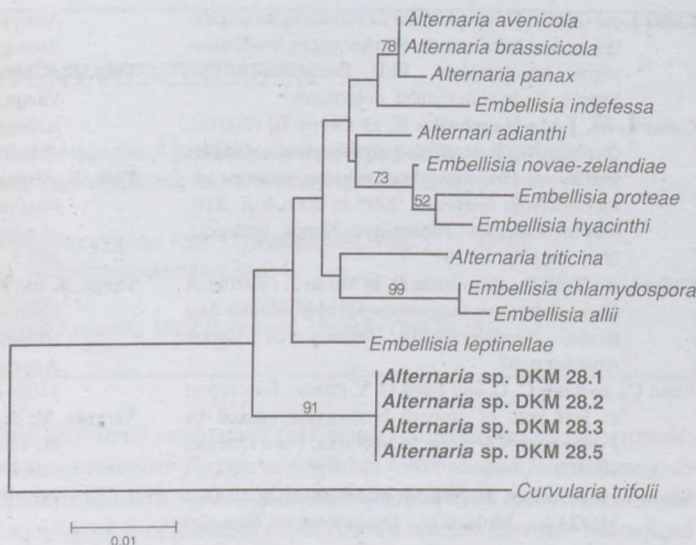 Alternaria avenicola
78
Alternaria brassicicola
Alternaria panax
Embellisia indefessa
Alternari adianthi
Embellisia novae-zelandiae
73
Embellisia proteae
52
Embellisia hyacinthi
Alternaria triticina
Embellisia chlamydospora
99
Embellisia allii
Embellisia leptinellae
Alternaria sp. DKM 28.1
Alternaria sp. DKM 28.2
91
Alternaria sp. DKM 28.3
Alternaria sp. DKM 28.5
Curvularia trifolii
0.01